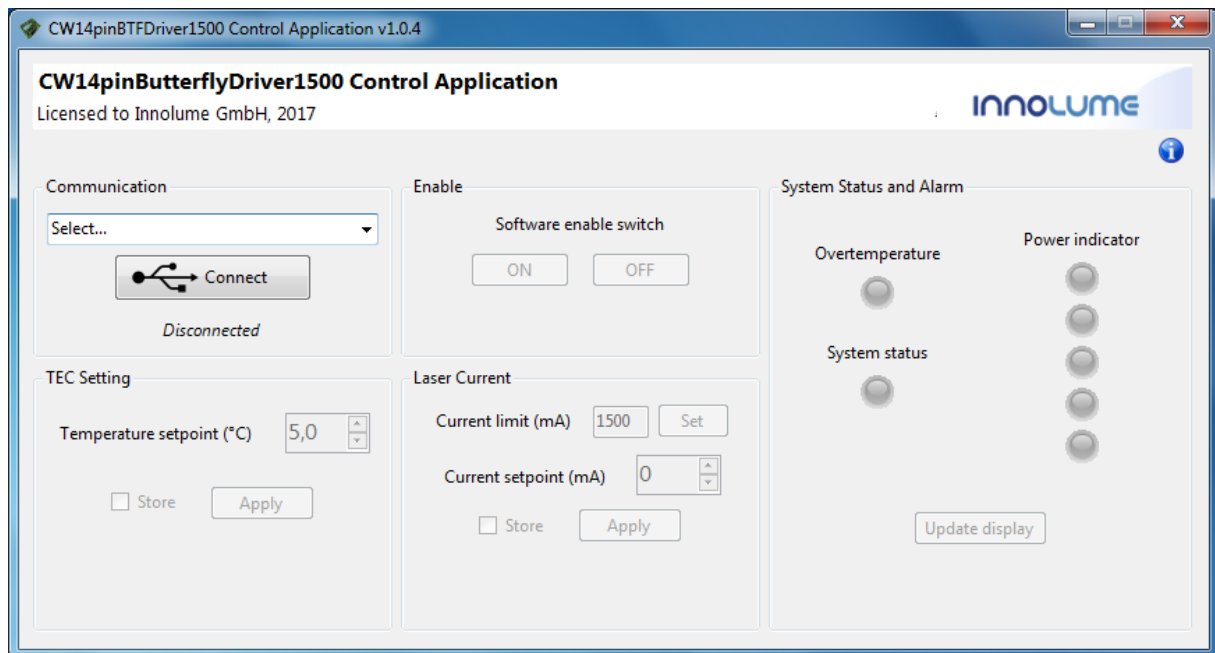 CW14pinBTFDriver1500 Control Application v1.0.4
CW14pinButterflyDriver1500 Control Application
Licensed to Innolume GmbH, 2017
INNOLUME
Communication
Select...
Connect
Disconnected
Enable
Software enable switch
ON OFF
System Status and Alarm
Overtemperature
Power indicator
System status
Update display
TEC Setting
Temperature setpoint (°C) 5,0
Store Apply
Laser Current
Current limit (mA) 1500 Set
Current setpoint (mA) 0
Store Apply